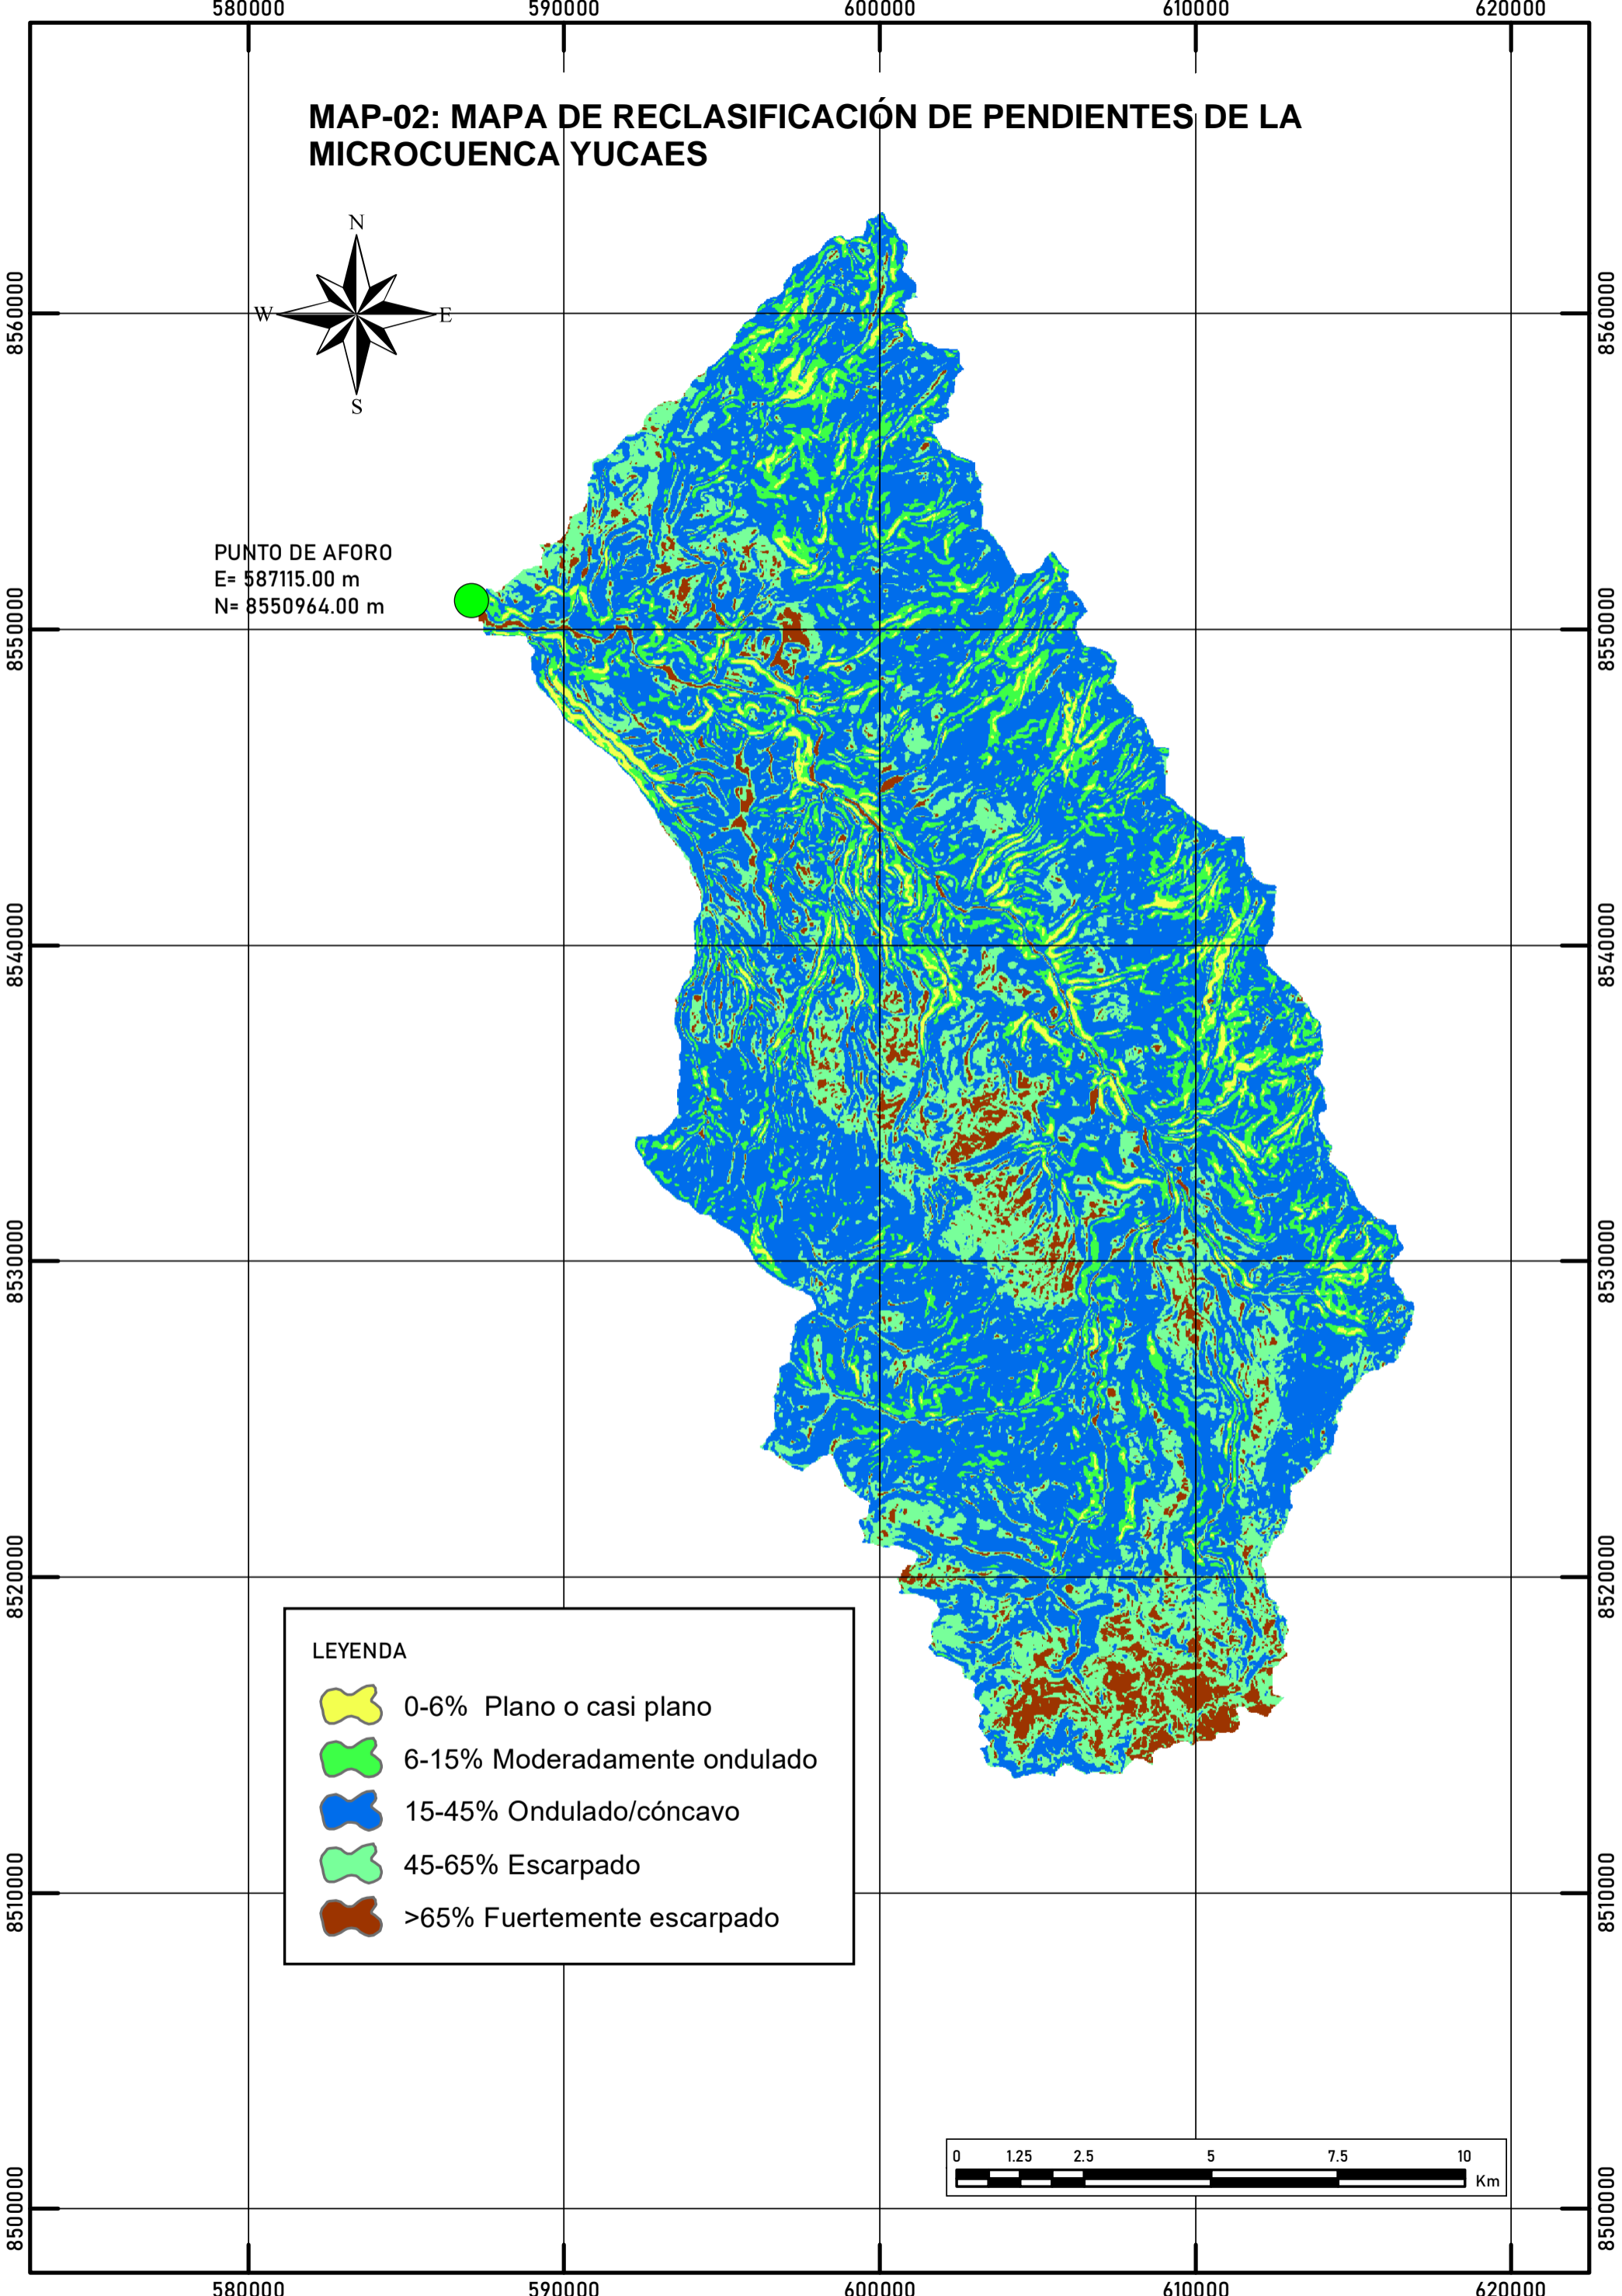 580000 590000 600000 610000 620000
MAP-02: MAPA DE RECLASIFICACIÓN DE PENDIENTES DE LA
MICROCUENCA YUCAES
N
W
E
S
8560000
8560000
PUNTO DE AFORO
E= 587115.00 m
N= 8550964.00 m
8550000
8550000
8540000
8540000
8530000
8530000
8520000
8520000
LEYENDA
0-6% Plano o casi plano
6-15% Moderadamente ondulado
15-45% Ondulado/cóncavo
45-65% Escarpado
>65% Fuertemente escarpado
8510000
8510000
0 1.25 2.5 5 7.5 10
Km
8500000
8500000
580000 590000 600000 610000 620000